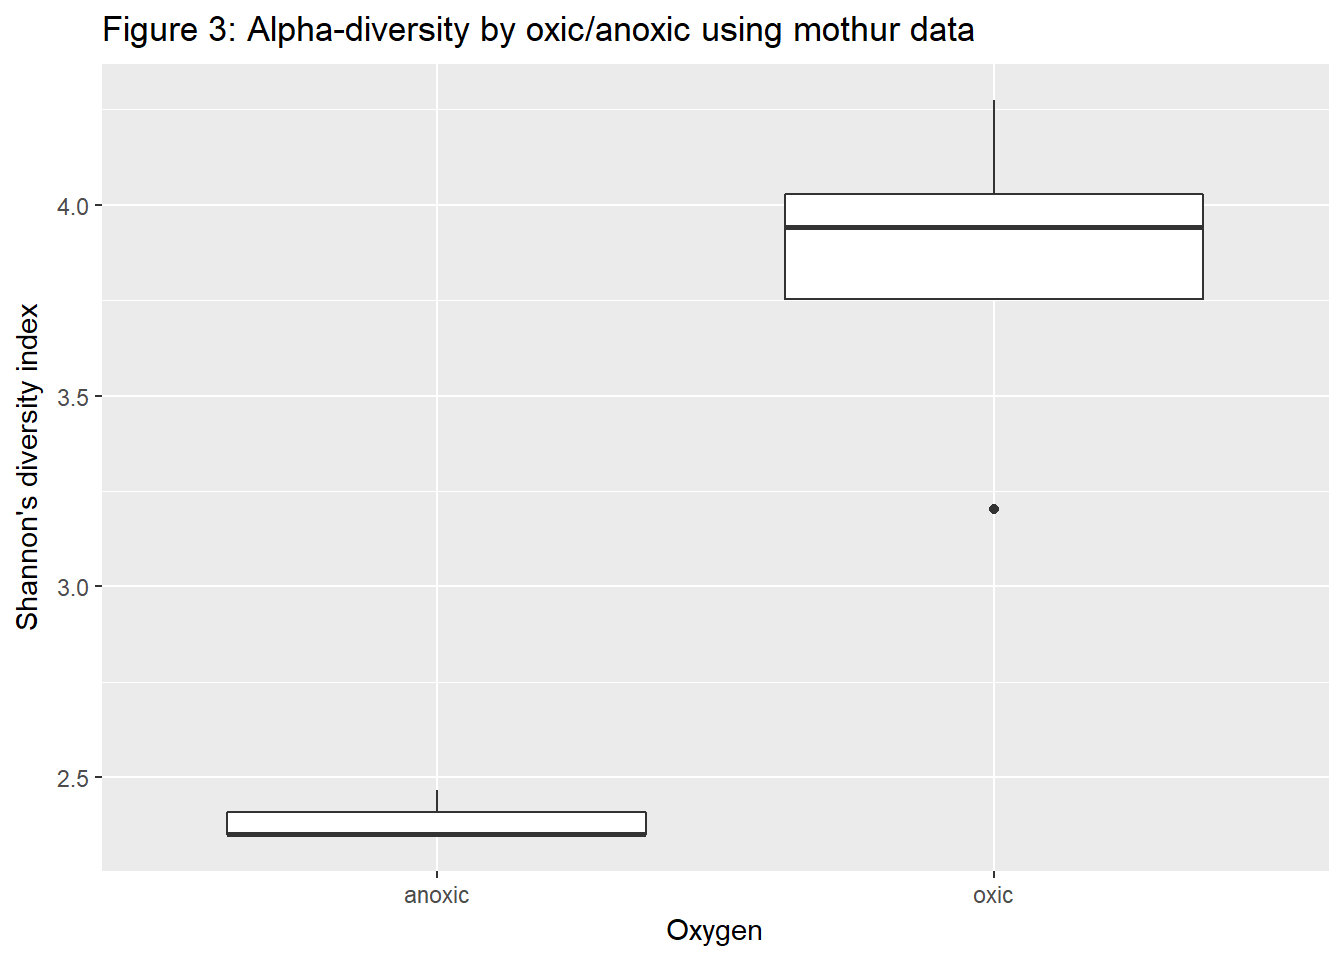 Figure 3: Alpha-diversity by oxic/anoxic using mothur data
Shannon's diversity index
4.0
3.5
3.0
2.5
anoxic
oxic
Oxygen